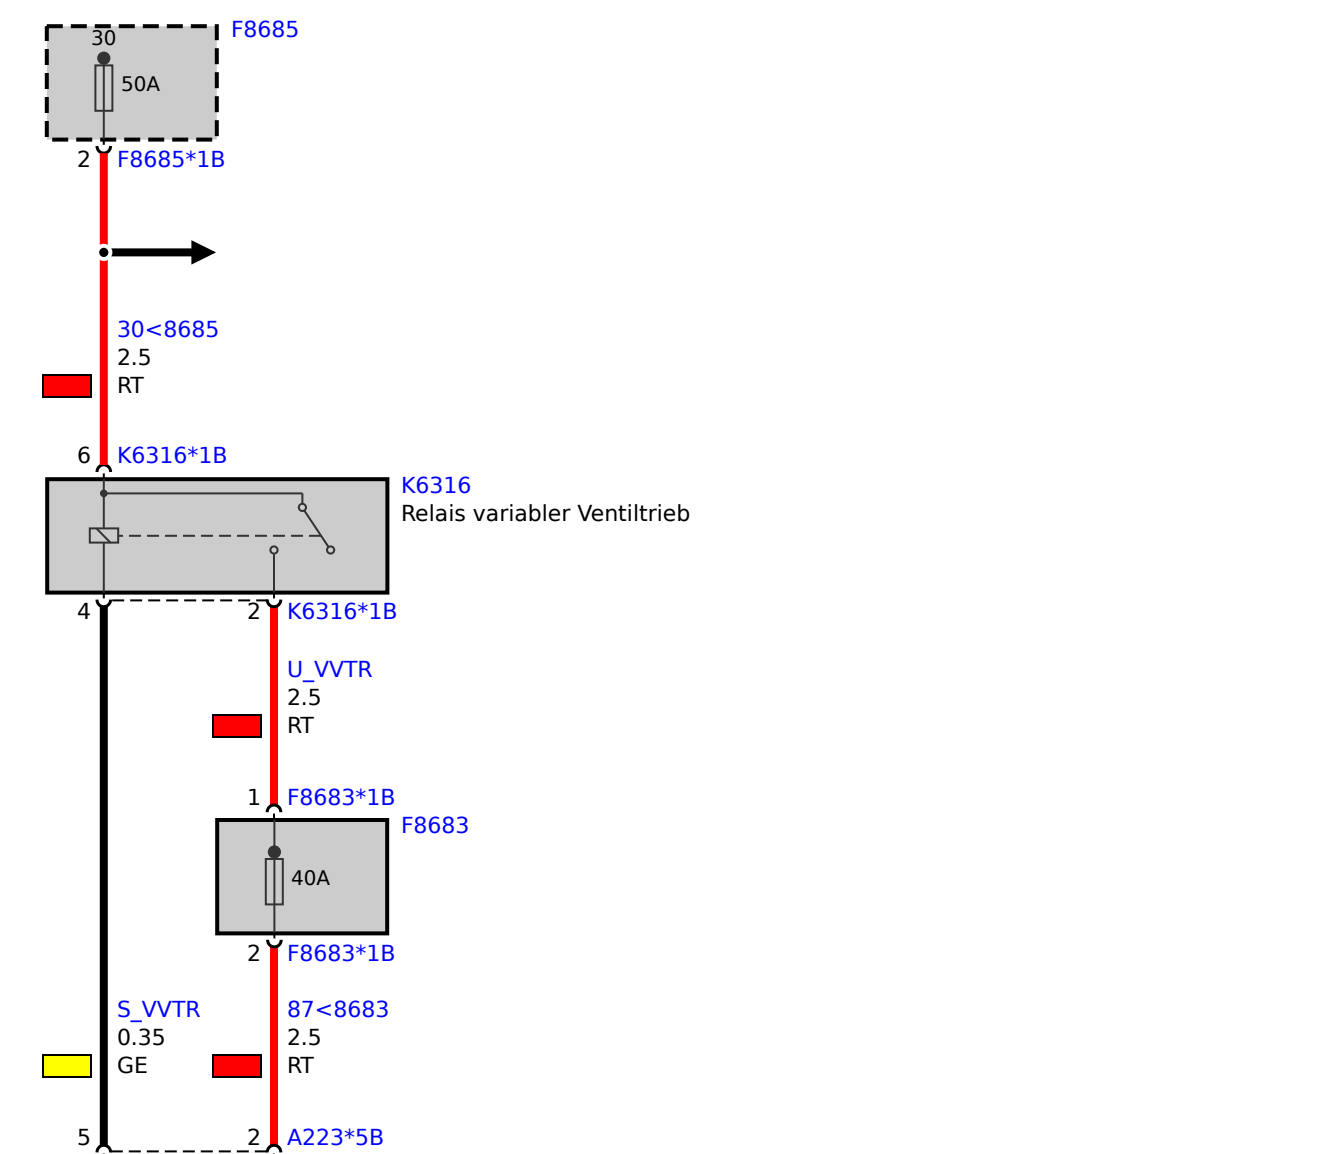 30
F8685
50A
2 F8685*1B
30<8685
2.5
RT
6 K6316*1B
K6316
Relais variabler Ventiltrieb
4 2 K6316*1B
U_VVTR
2.5
RT
1 F8683*1B
F8683
40A
2 F8683*1B
S_VVTR 87<8683
0.35 2.5
GE RT
5 2 A223*5B